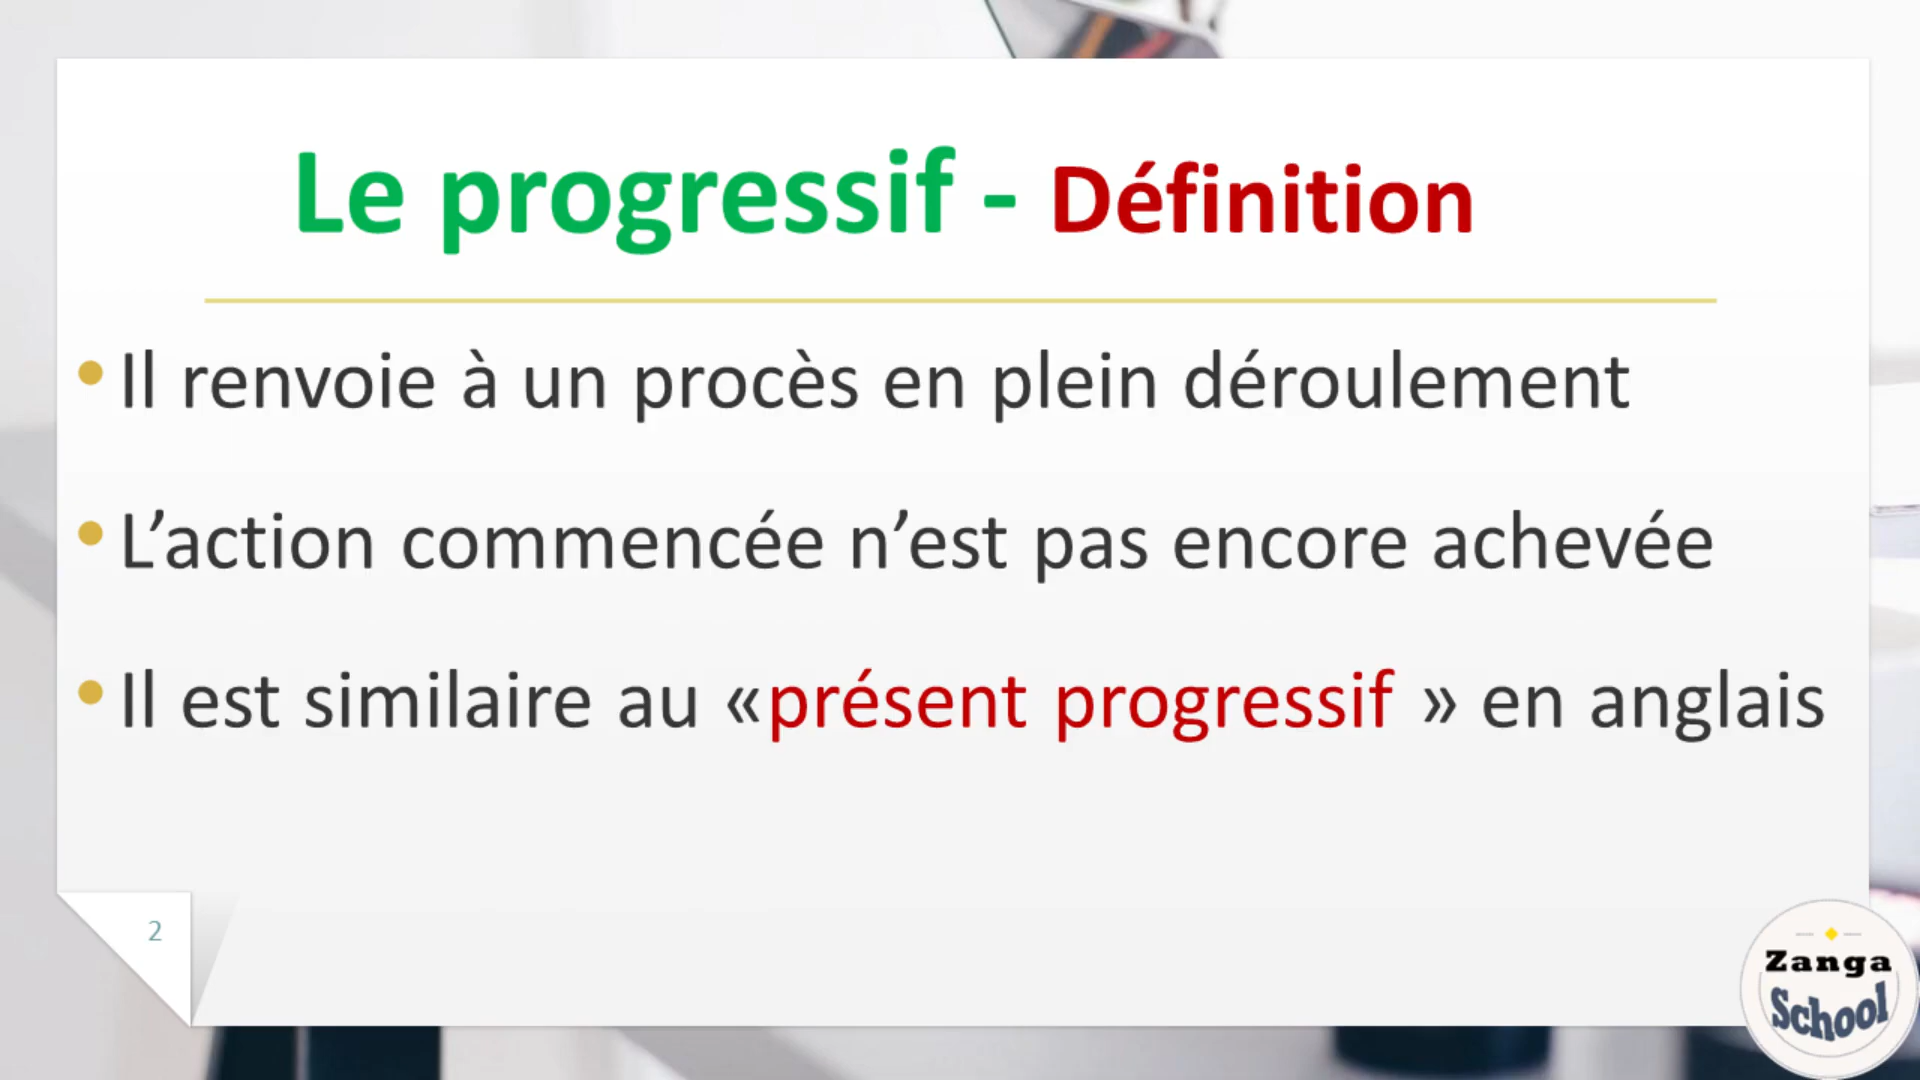 Le progressif - Définition
• Il renvoie à un procès en plein déroulement
• L’action commencée n’est pas encore achevée
• Il est similaire au «présent progressif » en anglais
2
Zanga
School